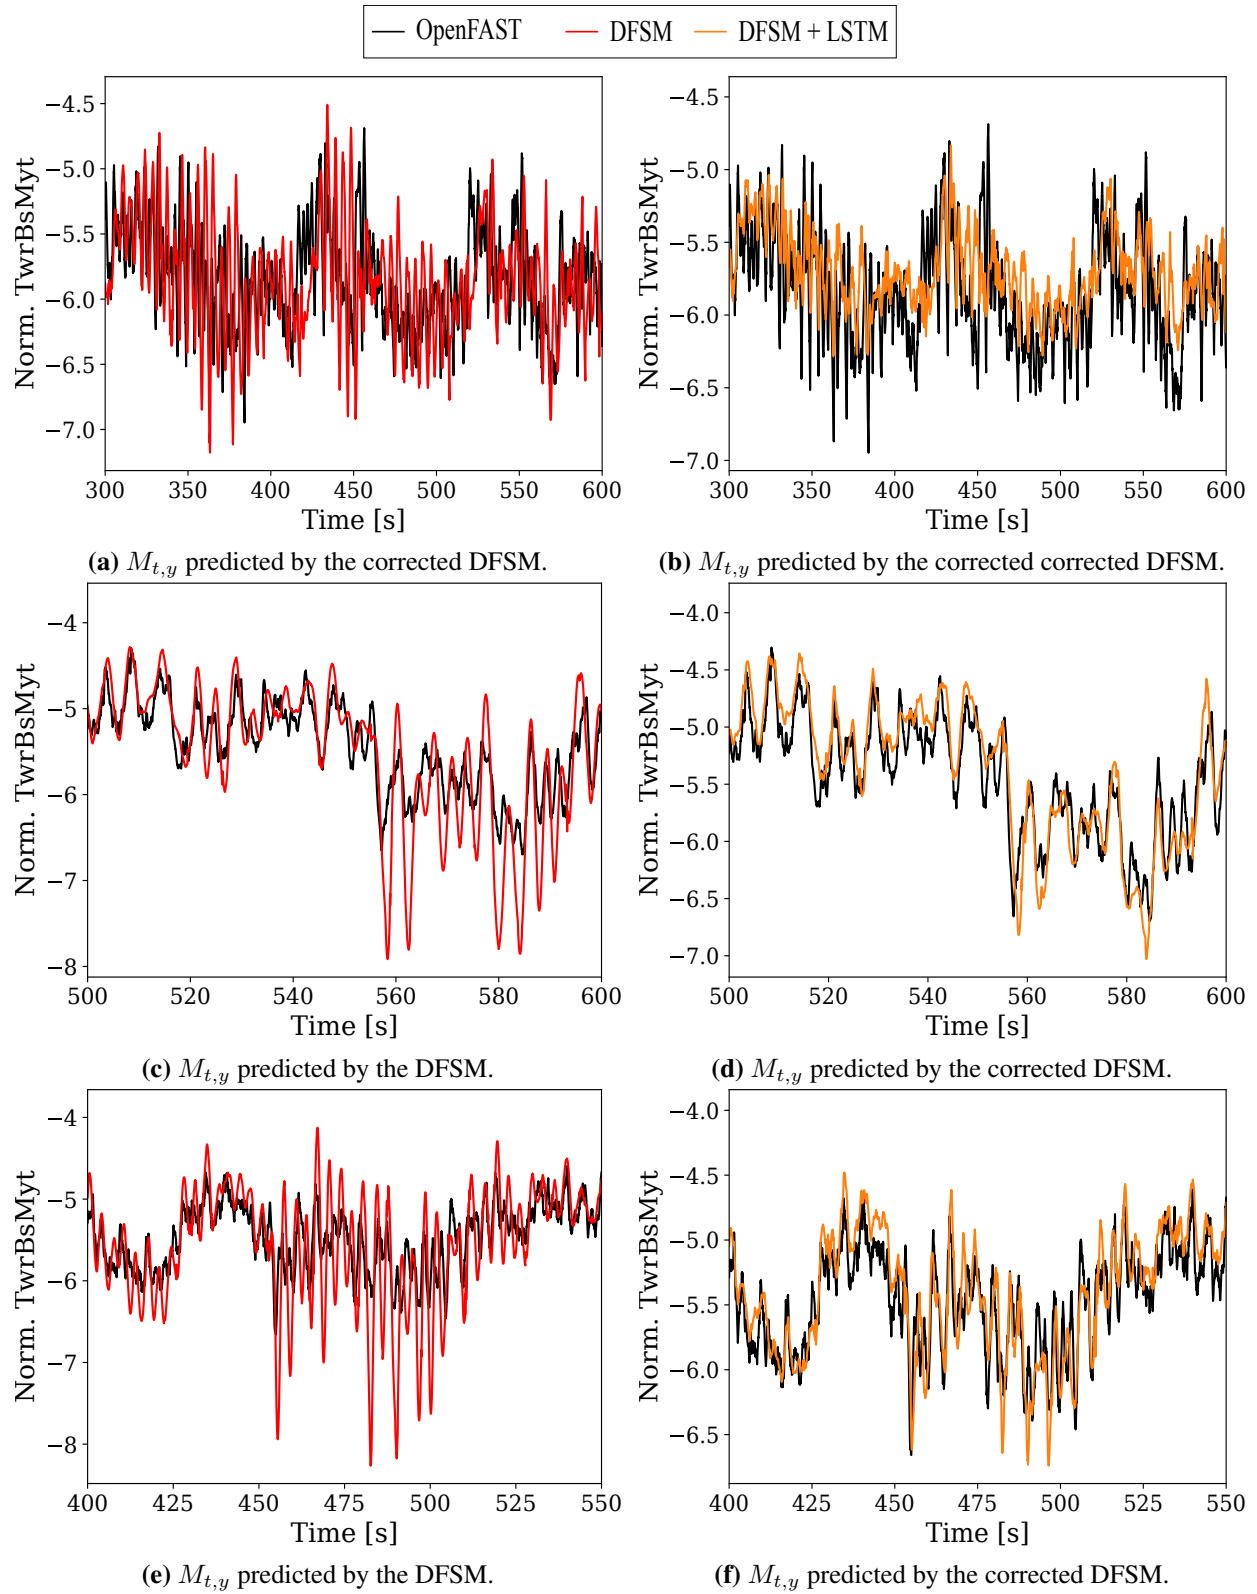 OpenFAST DFSM DFSM + LSTM
−4.5
−5.0
−5.5
−6.0
−6.5
−7.0
Norm. TwrBsMyt
300 350 400 450 500 550 600
Time [s]
(a) M_{t,y} predicted by the corrected DFSM.
−4.5
−5.0
−5.5
−6.0
−6.5
−7.0
Norm. TwrBsMyt
300 350 400 450 500 550 600
Time [s]
(b) M_{t,y} predicted by the corrected corrected DFSM.
−4
−5
−6
−7
−8
Norm. TwrBsMyt
500 520 540 560 580 600
Time [s]
(c) M_{t,y} predicted by the DFSM.
−4.0
−4.5
−5.0
−5.5
−6.0
−6.5
−7.0
Norm. TwrBsMyt
500 520 540 560 580 600
Time [s]
(d) M_{t,y} predicted by the corrected DFSM.
−4
−5
−6
−7
−8
Norm. TwrBsMyt
400 425 450 475 500 525 550
Time [s]
(e) M_{t,y} predicted by the DFSM.
−4.0
−4.5
−5.0
−5.5
−6.0
−6.5
Norm. TwrBsMyt
400 425 450 475 500 525 550
Time [s]
(f) M_{t,y} predicted by the corrected DFSM.